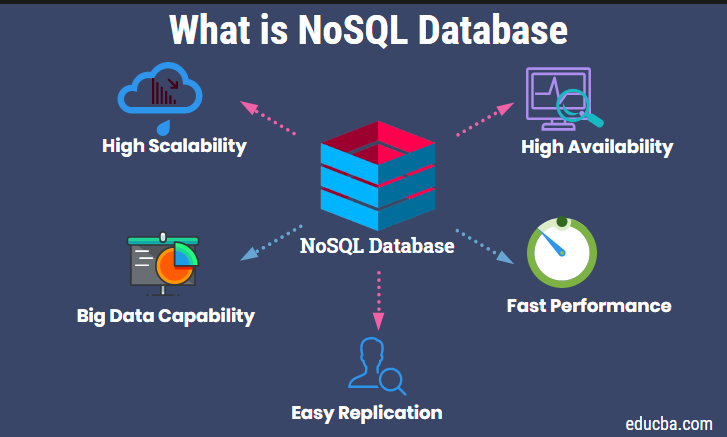 What is NoSQL Database
High Scalability
High Availability
NoSQL Database
Big Data Capability
Fast Performance
Easy Replication
educba.com